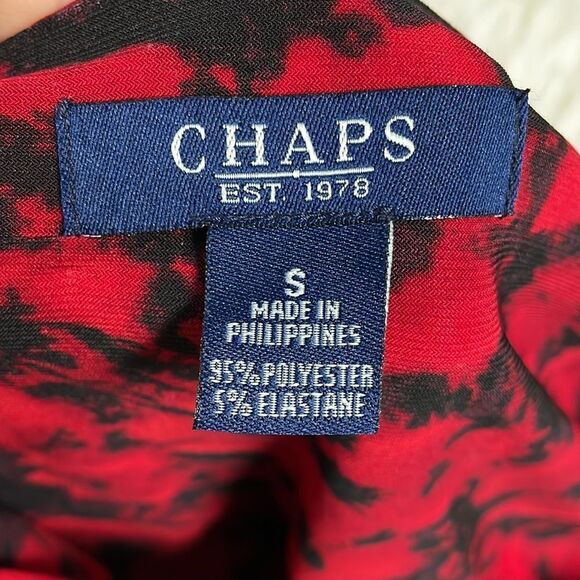 CHAPS
EST. 1978
S
MADE IN
PHILIPPINES
95% POLYESTER
5% ELASTANE